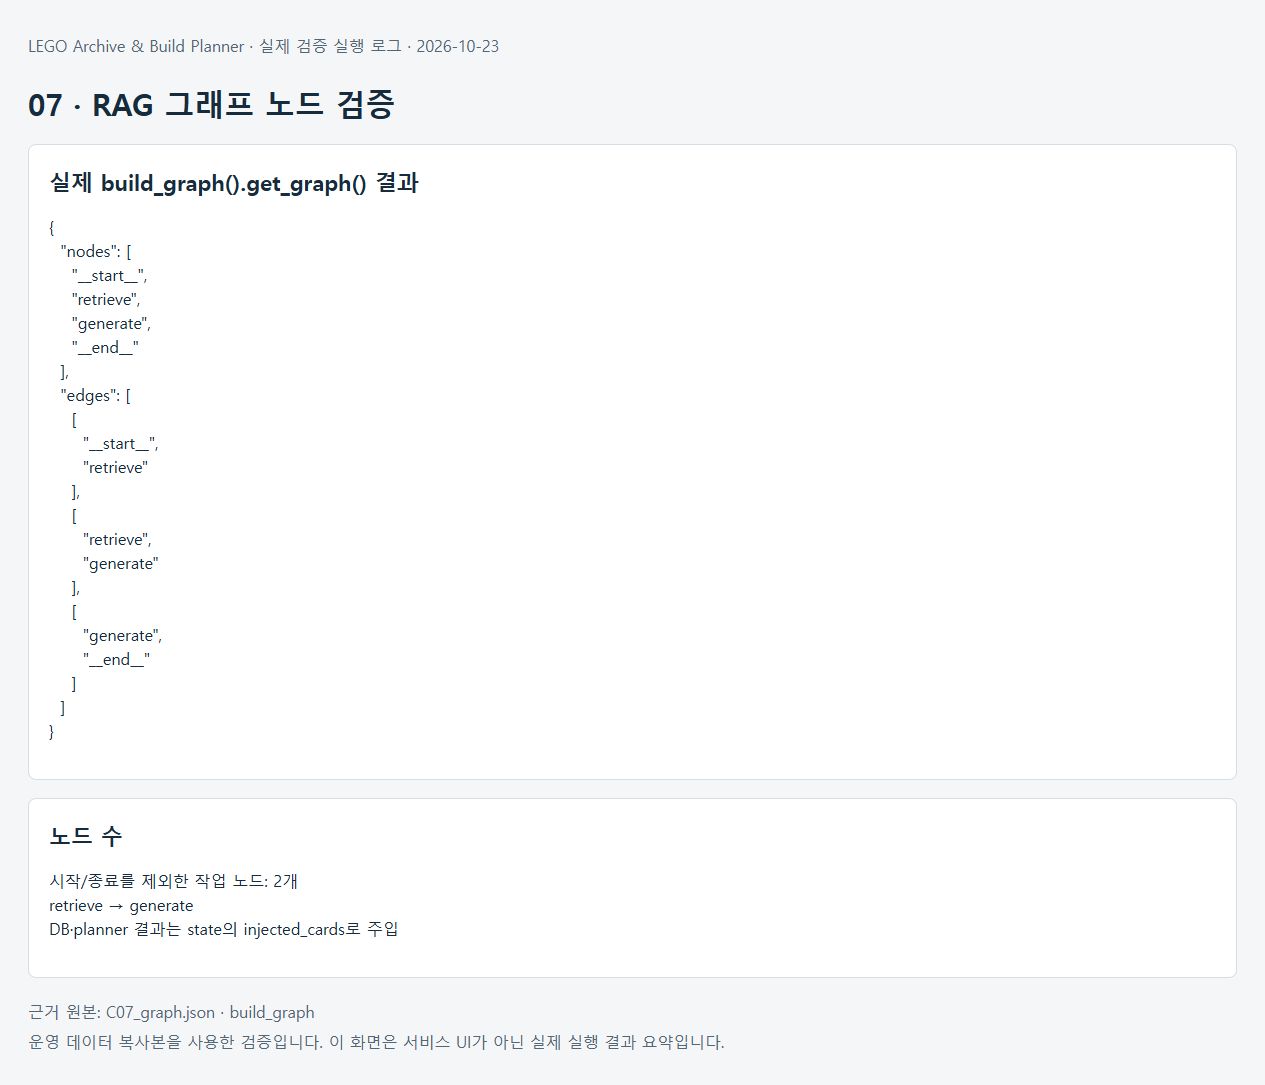 LEGO Archive & Build Planner · 실제 검증 실행 로그 · 2026-10-23
07 · RAG 그래프 노드 검증
실제 build_graph().get_graph() 결과
{
"nodes": [
"__start__",
"retrieve",
"generate",
"__end__"
],
"edges": [
[
"__start__",
"retrieve"
],
[
"retrieve",
"generate"
],
[
"generate",
"__end__"
]
]
}
노드 수
시작/종료를 제외한 작업 노드: 2개
retrieve → generate
DB·planner 결과는 state의 injected_cards로 주입
근거 원본: C07_graph.json · build_graph
운영 데이터 복사본을 사용한 검증입니다. 이 화면은 서비스 UI가 아닌 실제 실행 결과 요약입니다.